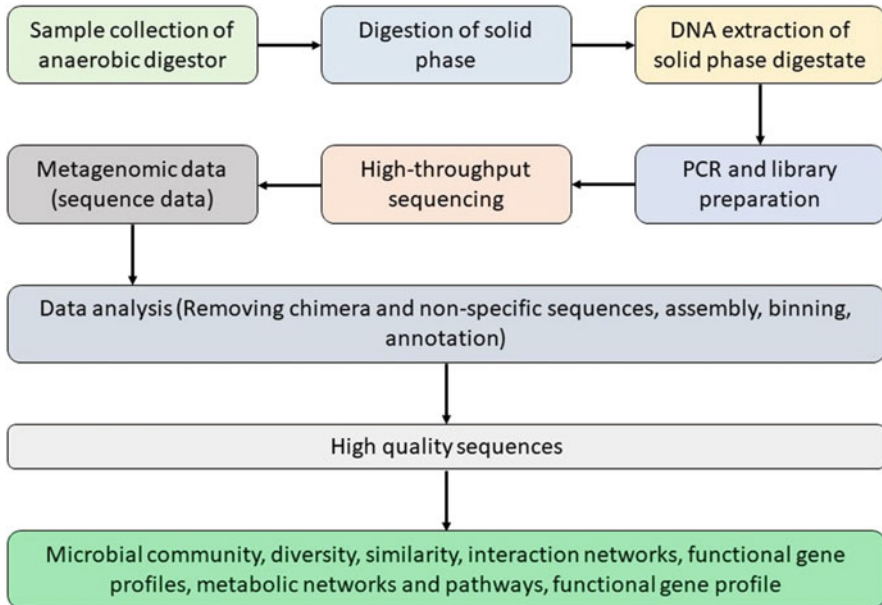 Sample collection of
anaerobic digestor
Digestion of solid
phase
DNA extraction of
solid phase digestate
Metagenomic data
(sequence data)
High-throughput
sequencing
PCR and library
preparation
Data analysis (Removing chimera and non-specific sequences, assembly, binning,
annotation)
High quality sequences
Microbial community, diversity, similarity, interaction networks, functional gene
profiles, metabolic networks and pathways, functional gene profile